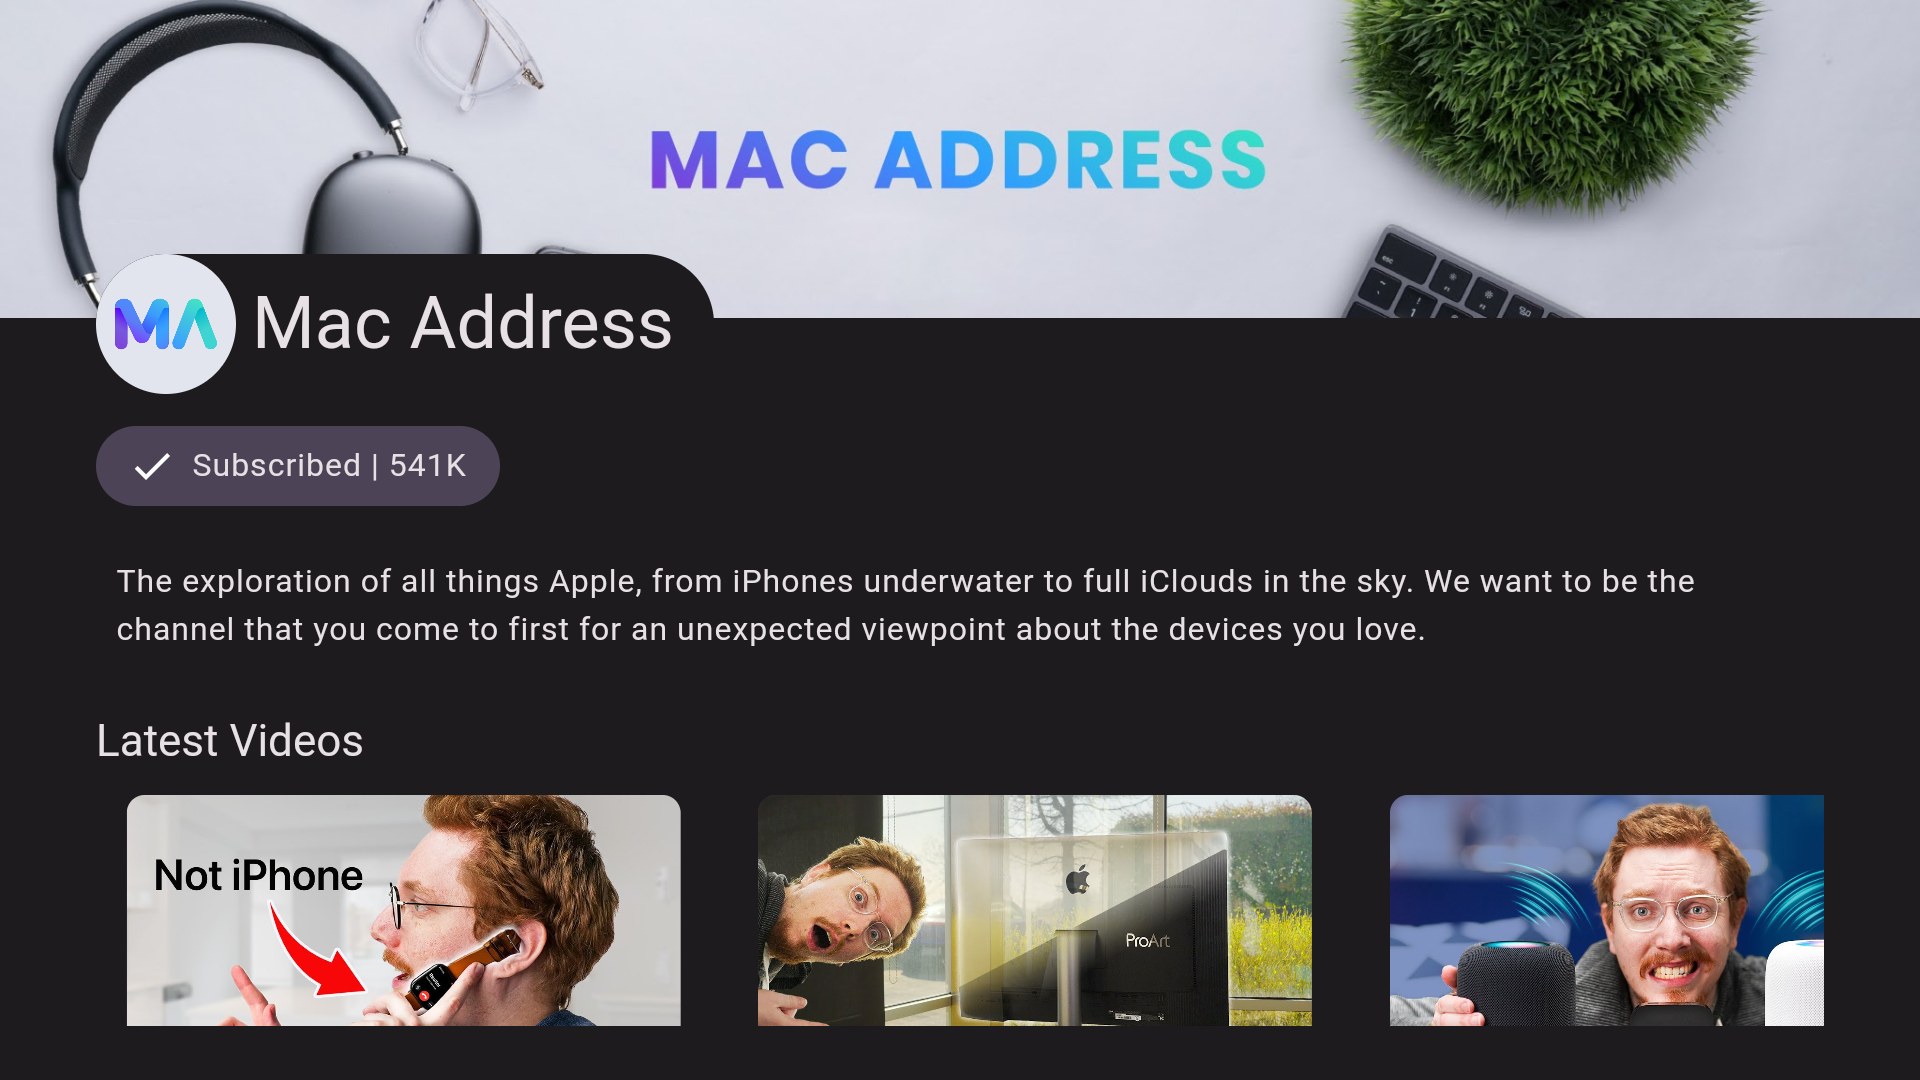 MAC ADDRESS
esc
MA
Mac Address
Subscribed | 541K
The exploration of all things Apple, from iPhones underwater to full iClouds in the sky. We want to be the
channel that you come to first for an unexpected viewpoint about the devices you love.
Latest Videos
Not iPhone
ProArt